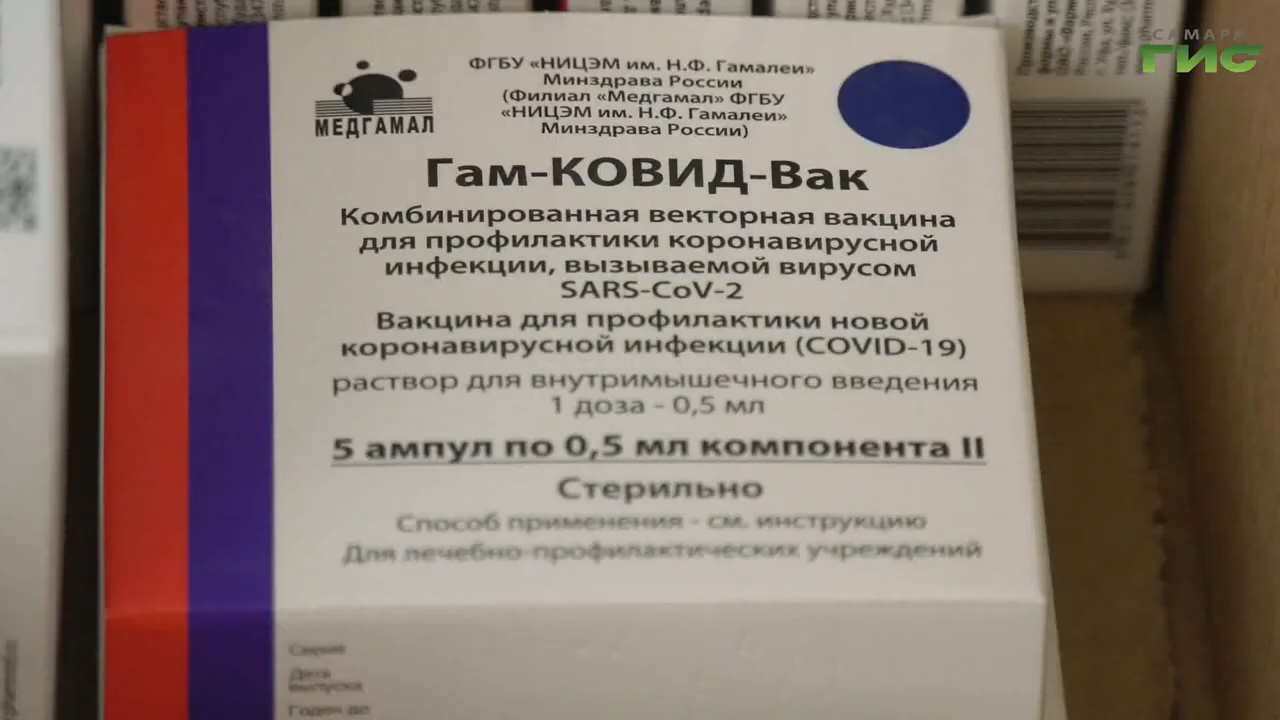 САМАРА
ГИС
МЕДГАМАЛ
ФГБУ «НИЦЭМ им. Н.Ф. Гамалеи»
Минздрава России
(Филиал «Медгамал» ФГБУ
«НИЦЭМ им. Н.Ф. Гамалеи»
Минздрава России)
Гам-КОВИД-Вак
Комбинированная векторная вакцина
для профилактики коронавирусной
инфекции, вызываемой вирусом
SARS-CoV-2
Вакцина для профилактики новой
коронавирусной инфекции (COVID-19)
раствор для внутримышечного введения
1 доза - 0,5 мл
5 ампул по 0,5 мл компонента II
Стерильно
Способ применения - см. инструкцию
Для лечебно-профилактических учреждений
Серия
Дата
выпуска
Годен до